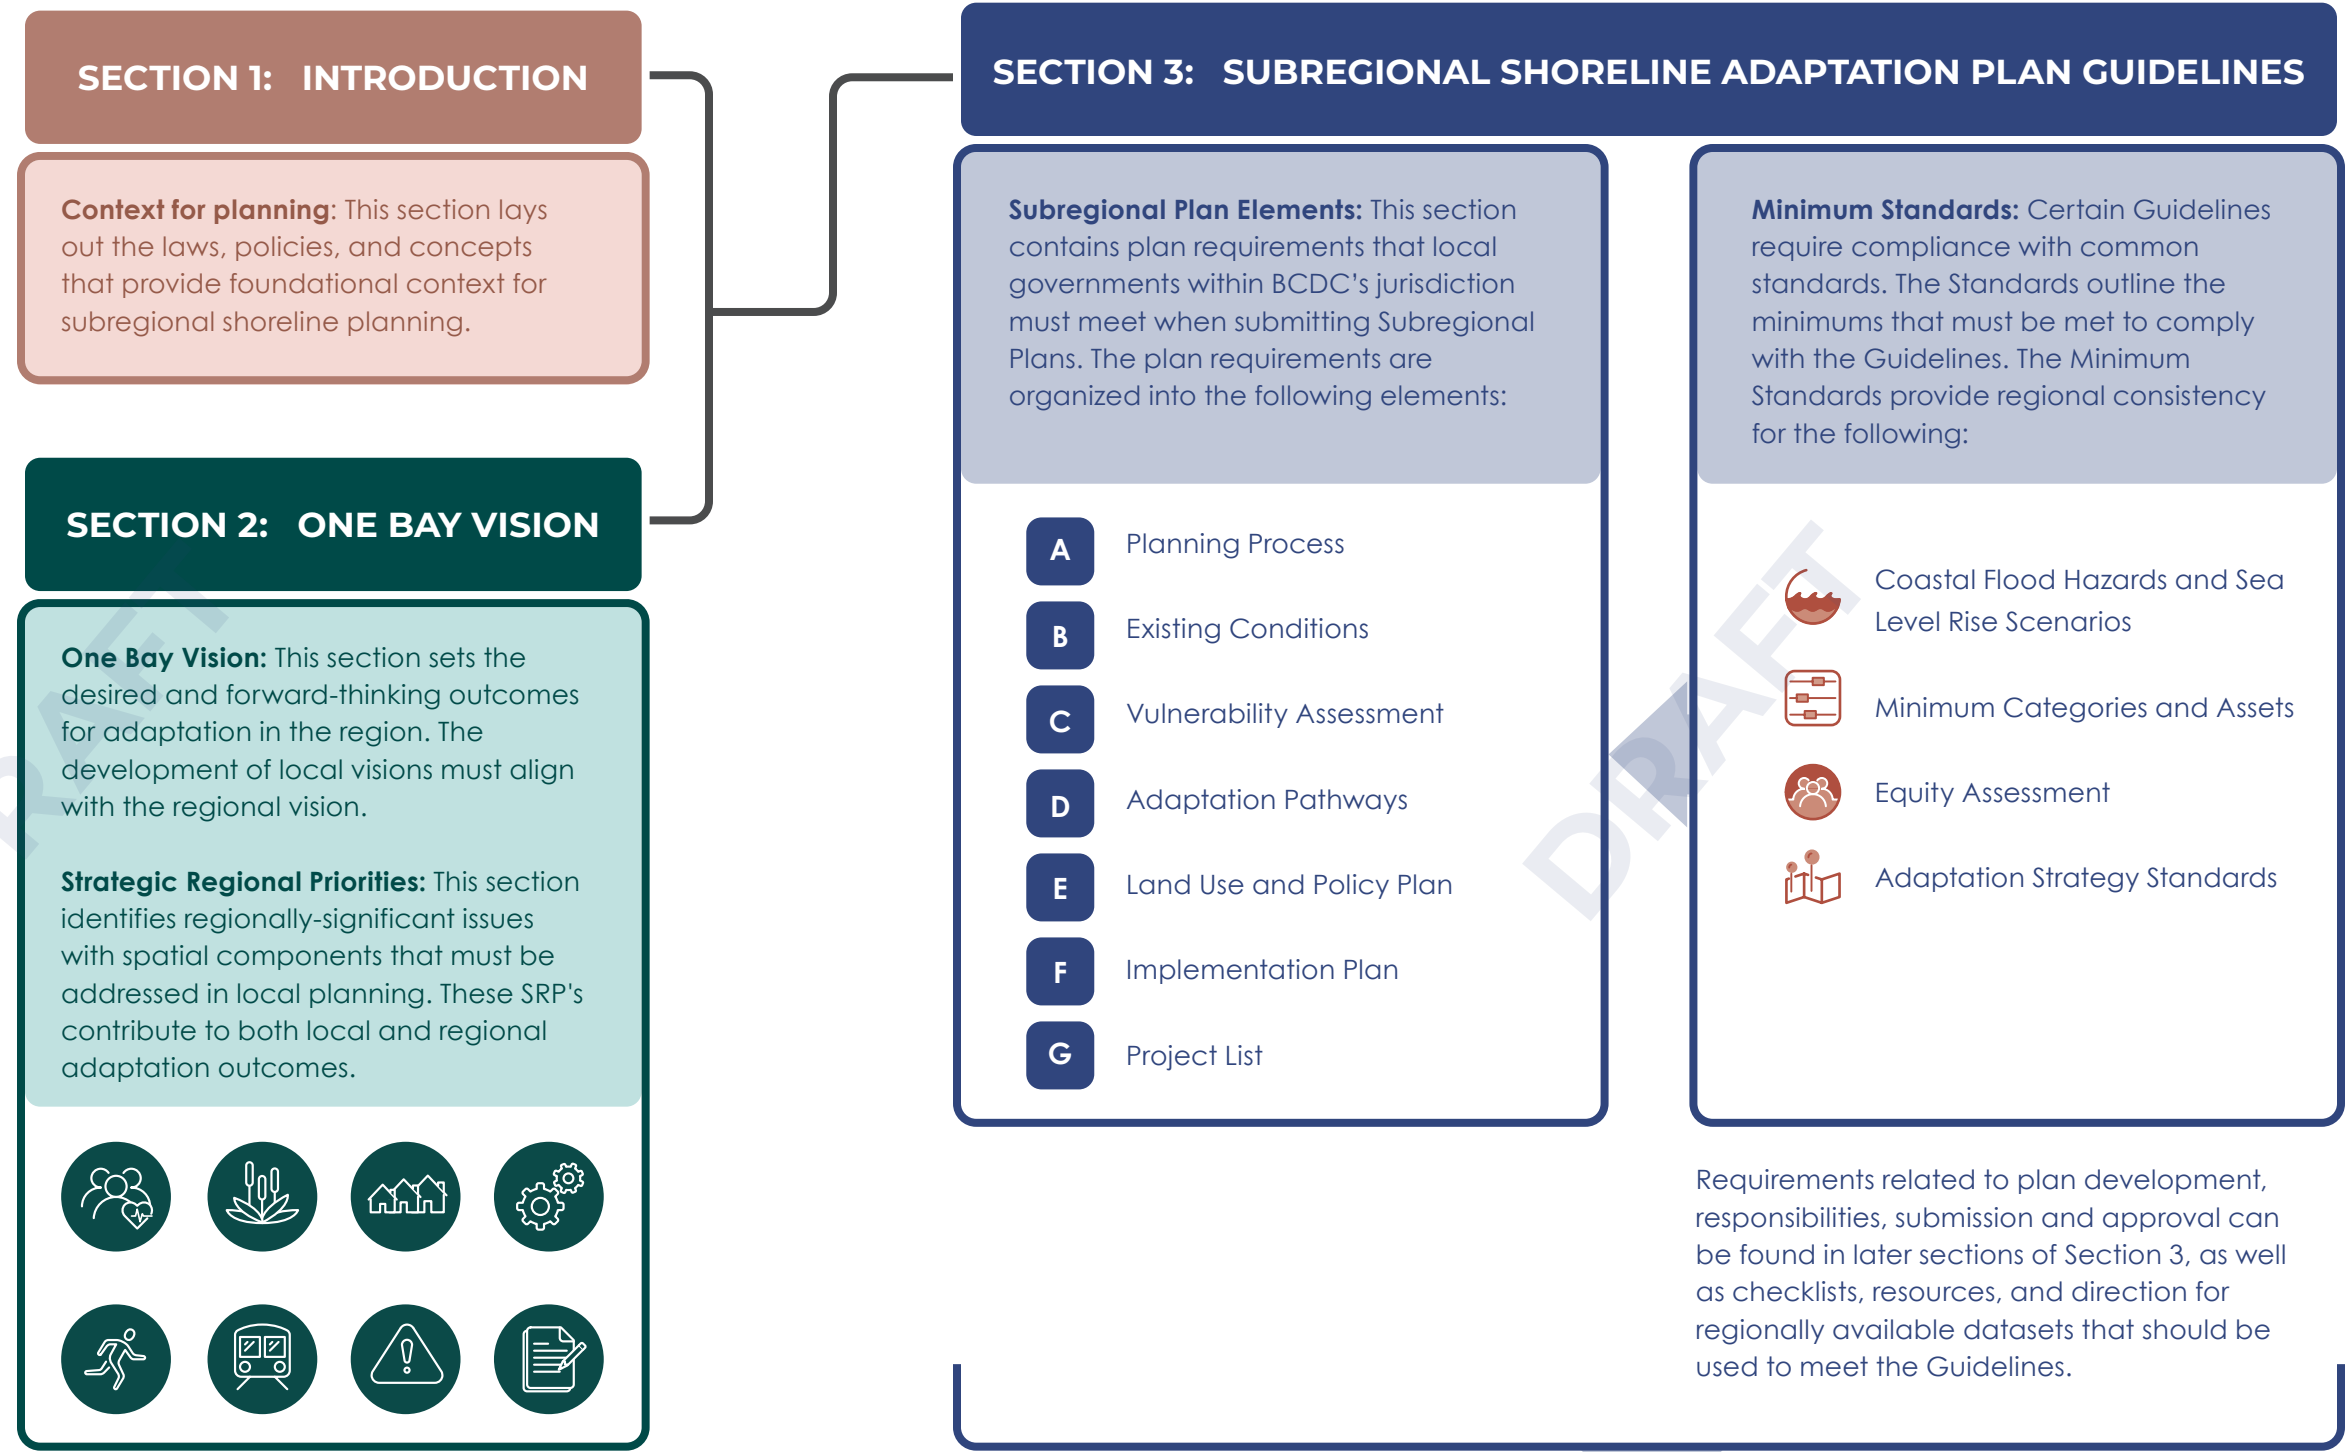 SECTION 1: INTRODUCTION
Context for planning: This section lays
out the laws, policies, and concepts
that provide foundational context for
subregional shoreline planning.
SECTION 2: ONE BAY VISION
One Bay Vision: This section sets the
desired and forward-thinking outcomes
for adaptation in the region. The
development of local visions must align
with the regional vision.
Strategic Regional Priorities: This section
identifies regionally-significant issues
with spatial components that must be
addressed in local planning. These SRP's
contribute to both local and regional
adaptation outcomes.
SECTION 3: SUBREGIONAL SHORELINE ADAPTATION PLAN GUIDELINES
Subregional Plan Elements: This section
contains plan requirements that local
governments within BCDC's jurisdiction
must meet when submitting Subregional
Plans. The plan requirements are
organized into the following elements:
A Planning Process
B Existing Conditions
C Vulnerability Assessment
D Adaptation Pathways
E Land Use and Policy Plan
F Implementation Plan
G Project List
Minimum Standards: Certain Guidelines
require compliance with common
standards. The Standards outline the
minimums that must be met to comply
with the Guidelines. The Minimum
Standards provide regional consistency
for the following:
Coastal Flood Hazards and Sea
Level Rise Scenarios
Minimum Categories and Assets
Equity Assessment
Adaptation Strategy Standards
Requirements related to plan development,
responsibilities, submission and approval can
be found in later sections of Section 3, as well
as checklists, resources, and direction for
regionally available datasets that should be
used to meet the Guidelines.
RAFT
DRAFT